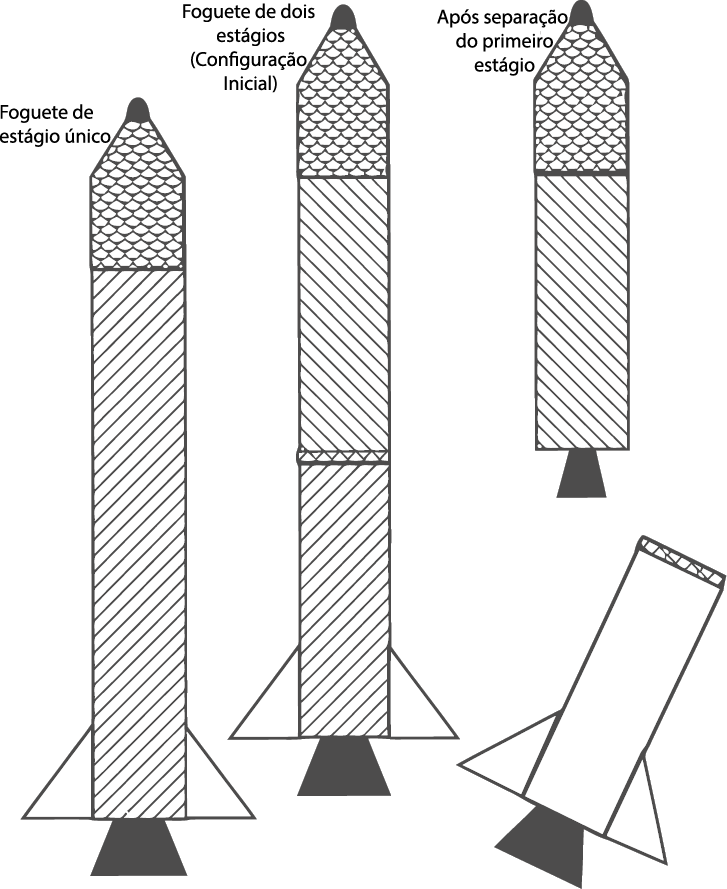 Foguete de
estágio único
Foguete de dois
estágios
(Configuração
Inicial)
Após separação
do primeiro
estágio